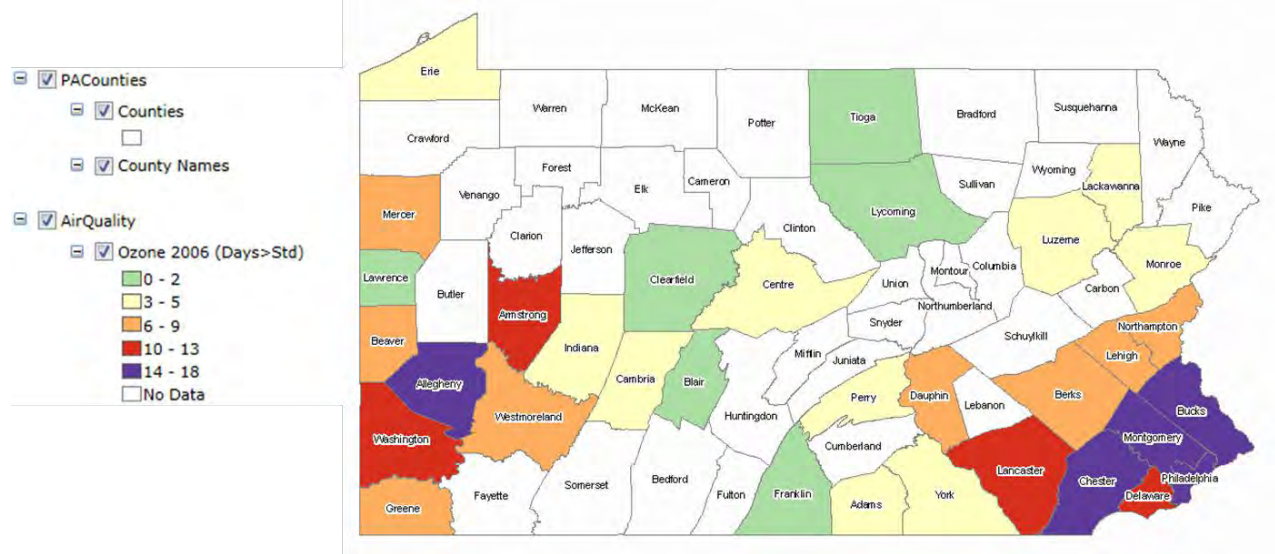 PACounties
Counties
County Names
AirQuality
Ozone 2006 (Days>Std)
0 - 2
3 - 5
6 - 9
10 - 13
14 - 18
No Data
Erie
Warren
McKean
Potter
Tioga
Bradford
Susquehanna
Wayne
Crawford
Forest
Elk
Cameron
Sullivan
Wyoming
Lackawanna
Pike
Venango
Mercer
Clarion
Jefferson
Clinton
Lycoming
Luzerne
Monroe
Lawrence
Butler
Clearfield
Centre
Union
Montour
Columbia
Carbon
Northumberland
Armstrong
Snyder
Schuylkill
Northampton
Beaver
Indiana
Mifflin
Juniata
Lehigh
Allegheny
Cambria
Blair
Perry
Dauphin
Berks
Lebanon
Westmoreland
Huntingdon
Bucks
Washington
Cumberland
Montgomery
Lancaster
Philadelphia
Greene
Fayette
Somerset
Bedford
Fulton
Franklin
Adams
York
Chester
Delaware